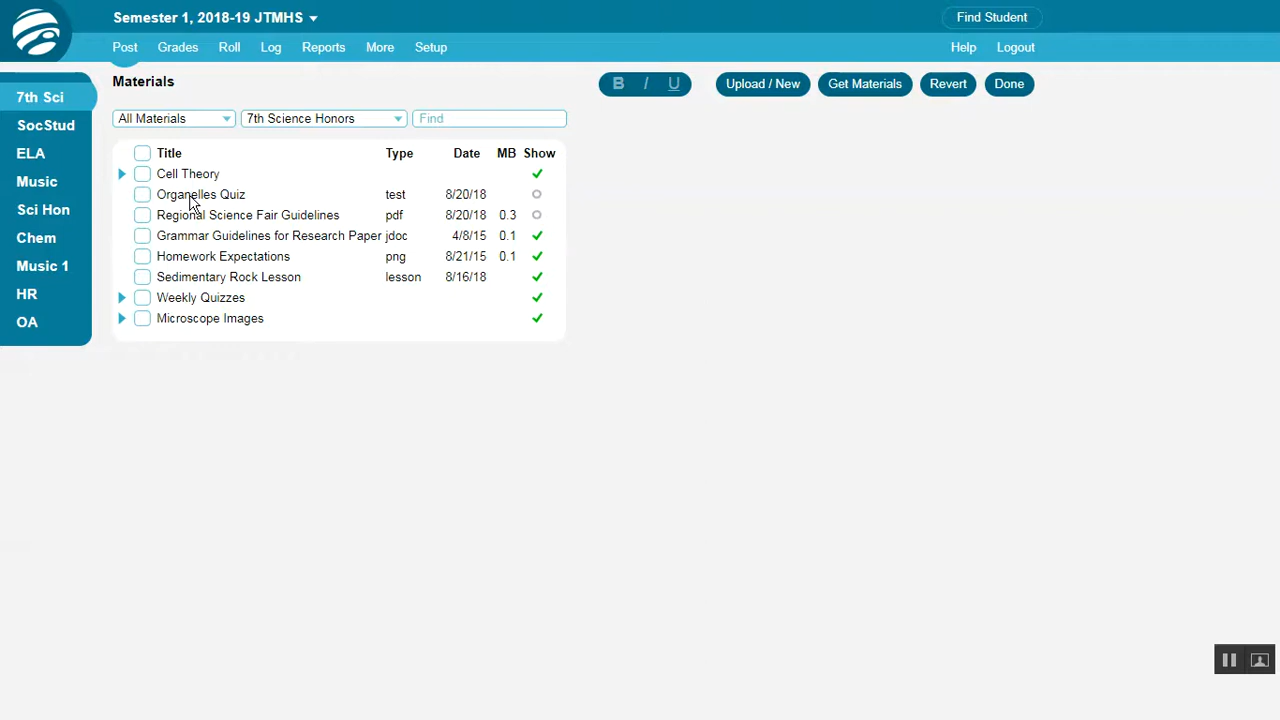 Semester 1, 2018-19 JTMHS
Find Student
Post Grades Roll Log Reports More Setup Help Logout
Materials
B I U Upload / New Get Materials Revert Done
7th Sci
SocStud
ELA
Music
Sci Hon
Chem
Music 1
HR
OA
All Materials 7th Science Honors Find
Title Type Date MB Show
Cell Theory
Organelles Quiz test 8/20/18
Regional Science Fair Guidelines pdf 8/20/18 0.3
Grammar Guidelines for Research Paper jdoc 4/8/15 0.1
Homework Expectations png 8/21/15 0.1
Sedimentary Rock Lesson lesson 8/16/18
Weekly Quizzes
Microscope Images